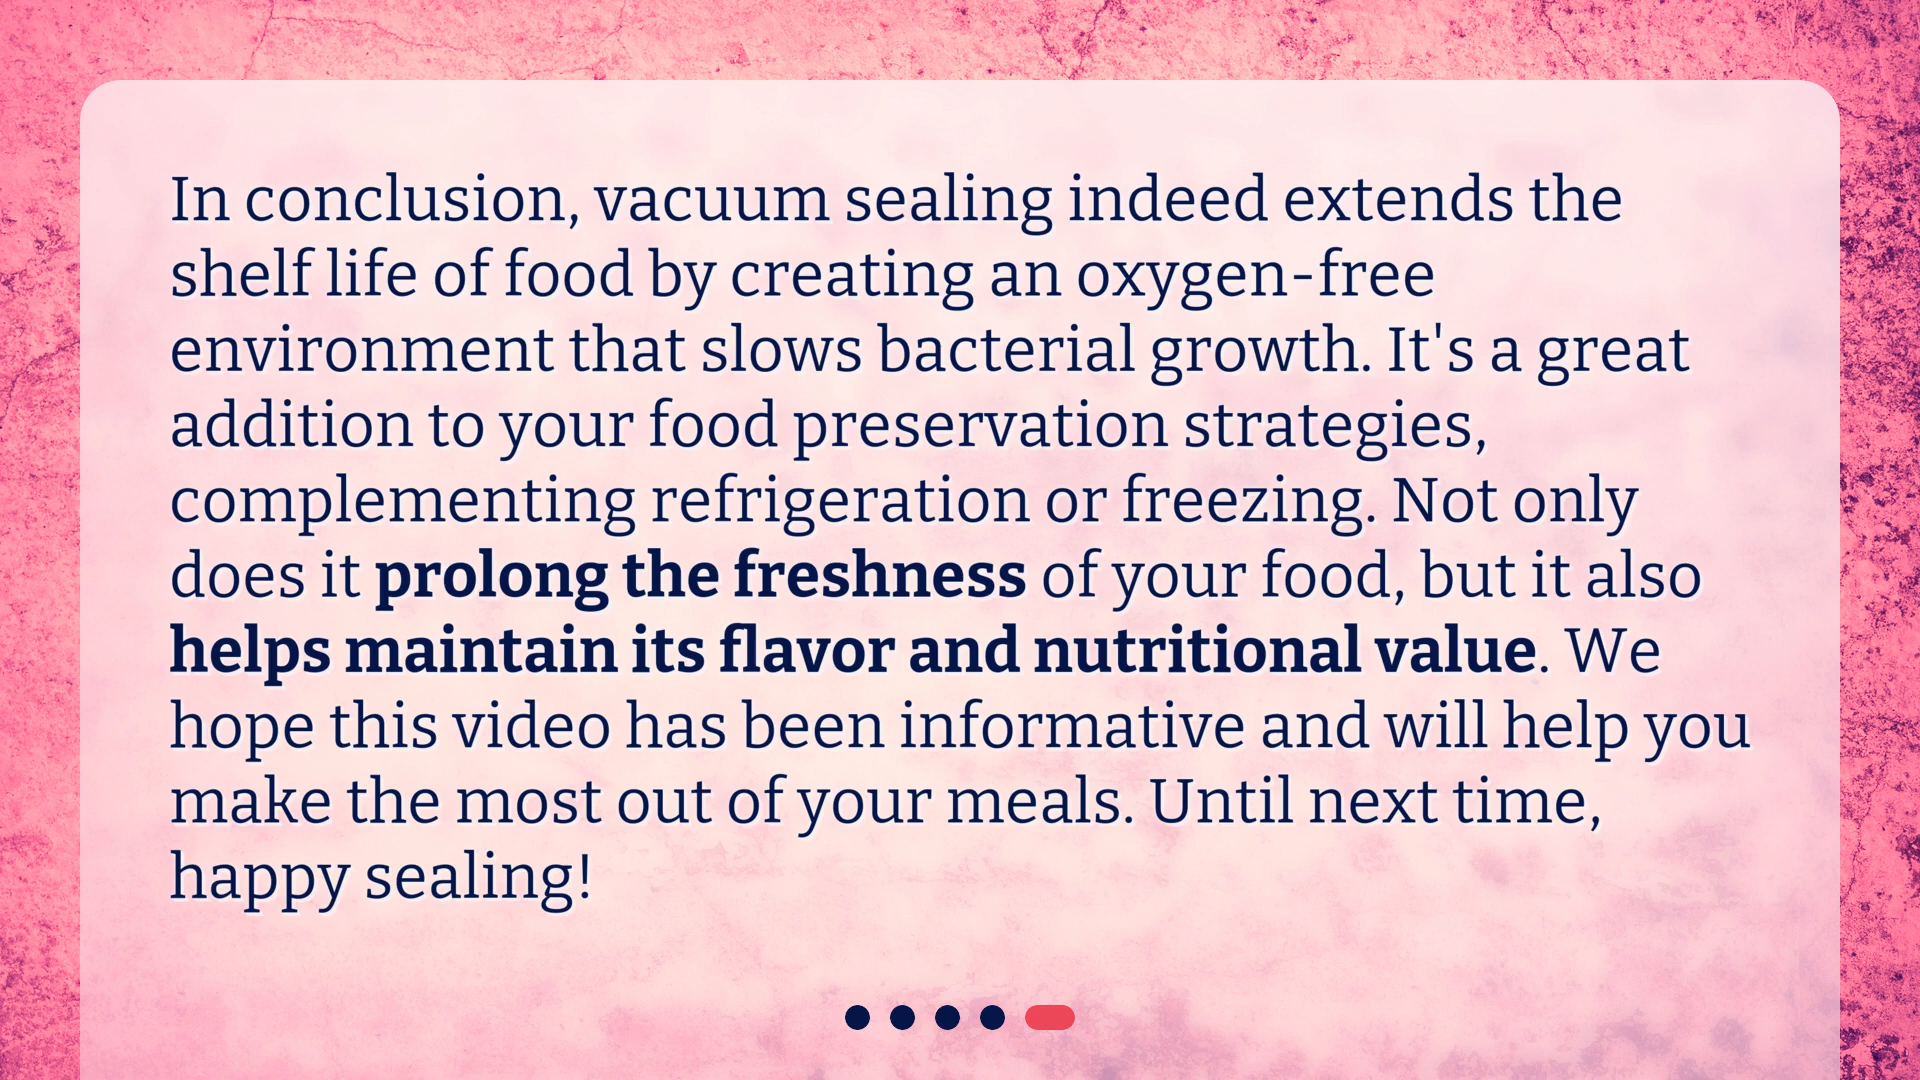 In conclusion, vacuum sealing indeed extends the
shelf life of food by creating an oxygen-free
environment that slows bacterial growth. It's a great
addition to your food preservation strategies,
complementing refrigeration or freezing. Not only
does it prolong the freshness of your food, but it also
helps maintain its flavor and nutritional value. We
hope this video has been informative and will help you
make the most out of your meals. Until next time,
happy sealing!